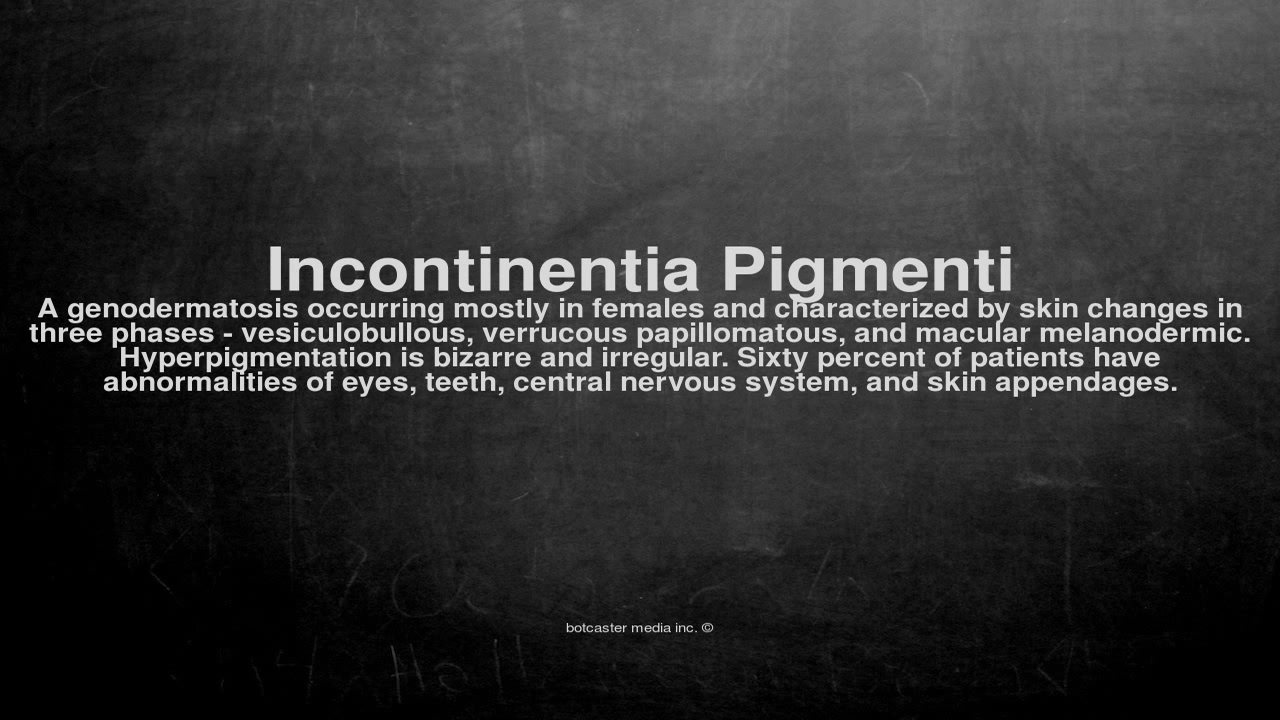 Incontinentia Pigmenti
A genodermatosis occurring mostly in females and characterized by skin changes in
three phases - vesiculobullous, verrucous papillomatous, and macular melanodermic.
Hyperpigmentation is bizarre and irregular. Sixty percent of patients have
abnormalities of eyes, teeth, central nervous system, and skin appendages.
botcaster media inc. ©